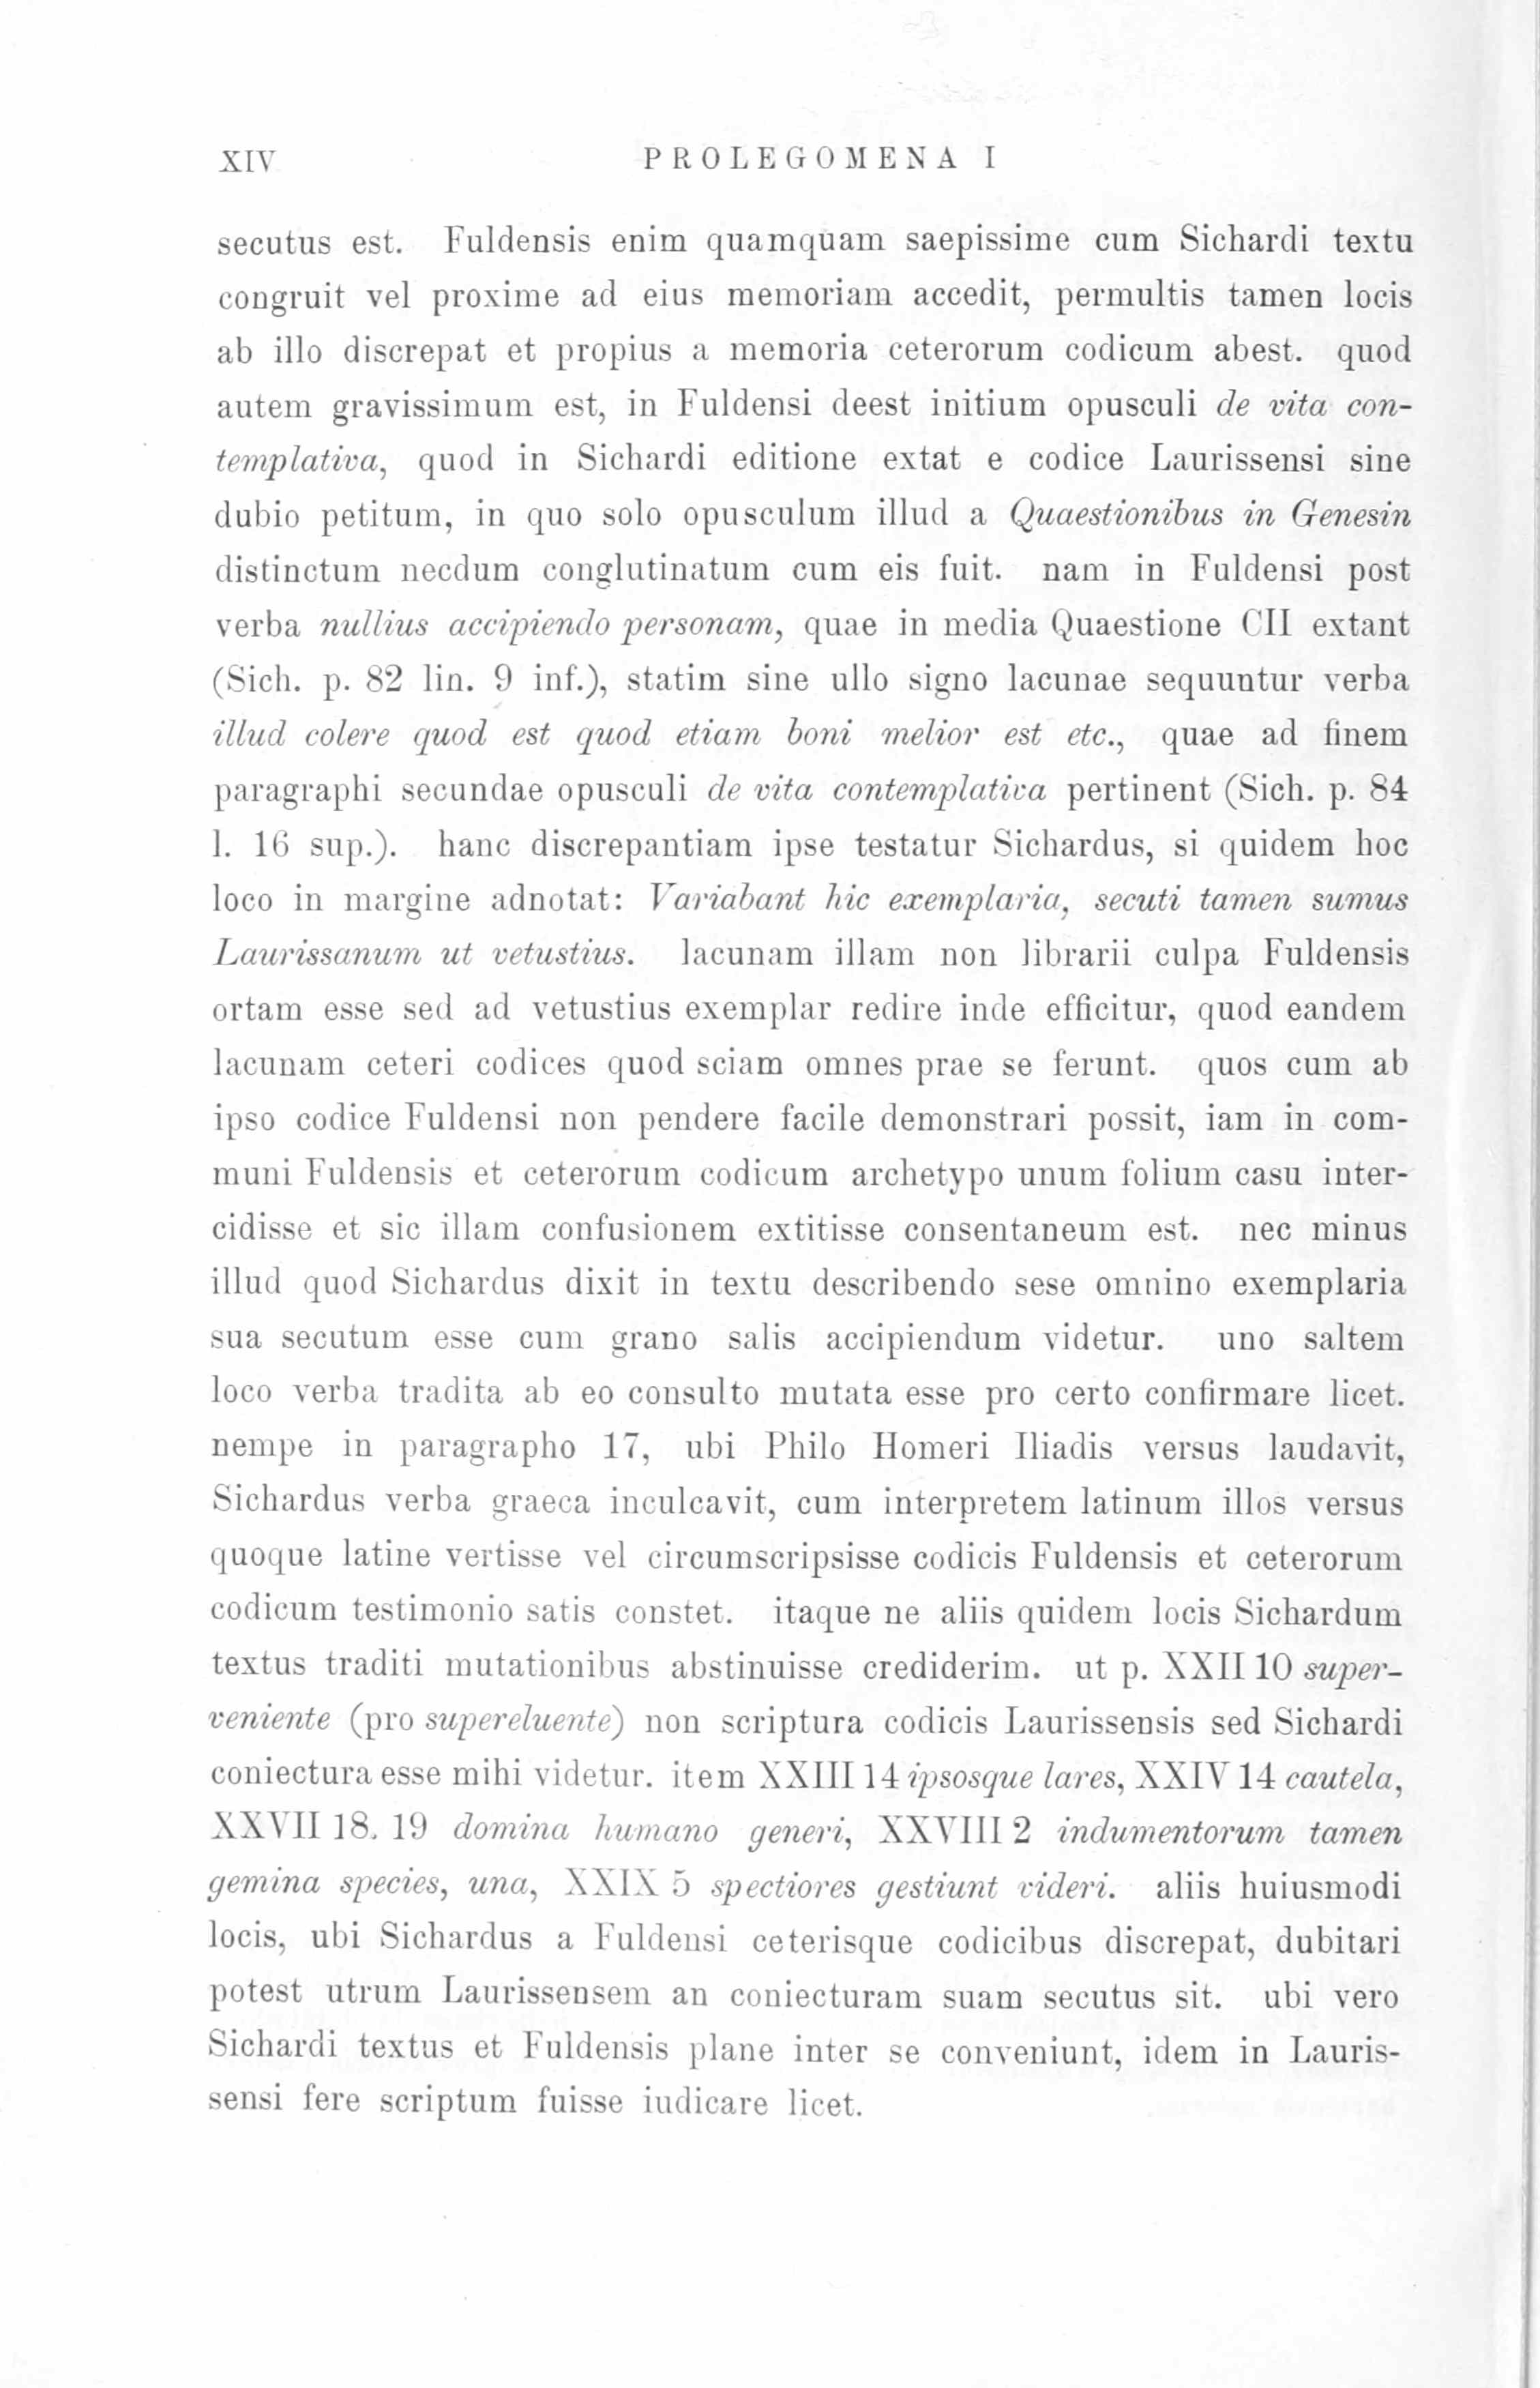 XIV PROLEGOMENA I
secutus est. Fuldensis enim quamquam saepissime cum Sichardi textu
congruit vel proxime ad eius memoriam accedit, permultis tamen locis
ab illo discrepat et propius a memoria ceterorum codicum abest. quod
autem gravissimum est, in Fuldensi deest initium opusculi de vita con-
templativa, quod in Sichardi editione extat e codice Laurissensi sine
dubio petitum, in quo solo opusculum illud a Quaestionibus in Genesin
distinctum necdum conglutinatum cum eis fuit. nam in Fuldensi post
verba nullius accipiendo personam, quae in media Quaestione CII extant
(Sich. p. 82 lin. 9 inf.), statim sine ullo signo lacunae sequuntur verba
illud colere quod est quod etiam boni melior est etc., quae ad finem
paragraphi secundae opusculi de vita contemplativa pertinent (Sich. p. 84
l. 16 sup.). hanc discrepantiam ipse testatur Sichardus, si quidem hoc
loco in margine adnotat: Variabant hic exemplaria, secuti tamen sumus
Laurissanum ut vetustius. lacunam illam non librarii culpa Fuldensis
ortam esse sed ad vetustius exemplar redire inde efficitur, quod eandem
lacunam ceteri codices quod sciam omnes prae se ferunt. quos cum ab
ipso codice Fuldensi non pendere facile demonstrari possit, iam in com-
muni Fuldensis et ceterorum codicum archetypo unum folium casu inter-
cidisse et sic illam confusionem extitisse consentaneum est. nec minus
illud quod Sichardus dixit in textu describendo sese omnino exemplaria
sua secutum esse cum grano salis accipiendum videtur. uno saltem
loco verba tradita ab eo consulto mutata esse pro certo confirmare licet.
nempe in paragrapho 17, ubi Philo Homeri Iliadis versus laudavit,
Sichardus verba graeca inculcavit, cum interpretem latinum illos versus
quoque latine vertisse vel circumscripsisse codicis Fuldensis et ceterorum
codicum testimonio satis constet. itaque ne aliis quidem locis Sichardum
textus traditi mutationibus abstinuisse crediderim. ut p. XXII 10 super-
veniente (pro supereluente) non scriptura codicis Laurissensis sed Sichardi
coniectura esse mihi videtur. item XXIII 14 ipsosque lares, XXIV 14 cautela,
XXVII 18. 19 domina humano generi, XXVIII 2 indumentorum tamen
gemina species, una, XXIX 5 spectiores gestiunt videri. aliis huiusmodi
locis, ubi Sichardus a Fuldensi ceterisque codicibus discrepat, dubitari
potest utrum Laurissensem an coniecturam suam secutus sit. ubi vero
Sichardi textus et Fuldensis plane inter se conveniunt, idem in Lauris-
sensi fere scriptum fuisse iudicare licet.